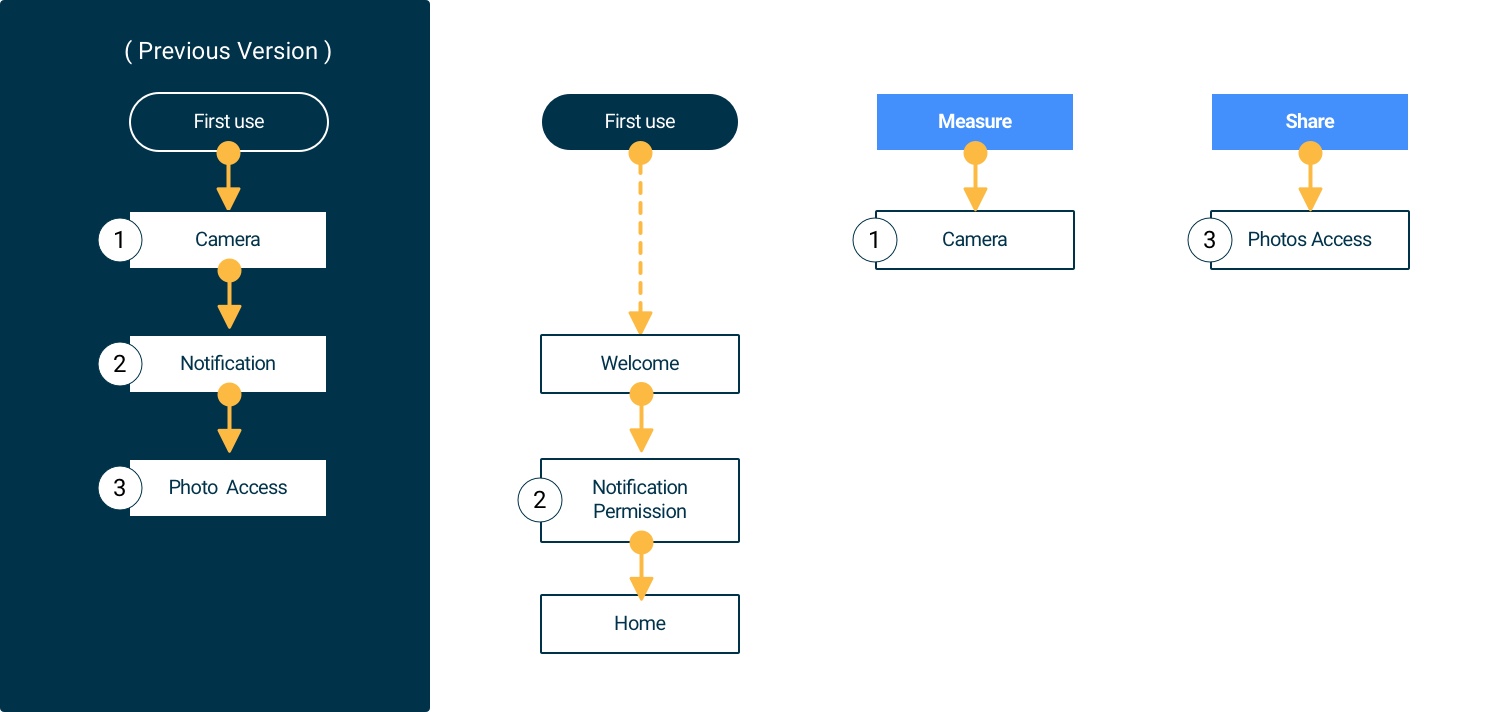 ( Previous Version )
First use
1
Camera
2
Notification
3
Photo Access
First use
Welcome
2
Notification
Permission
Home
Measure
1
Camera
Share
3
Photos Access